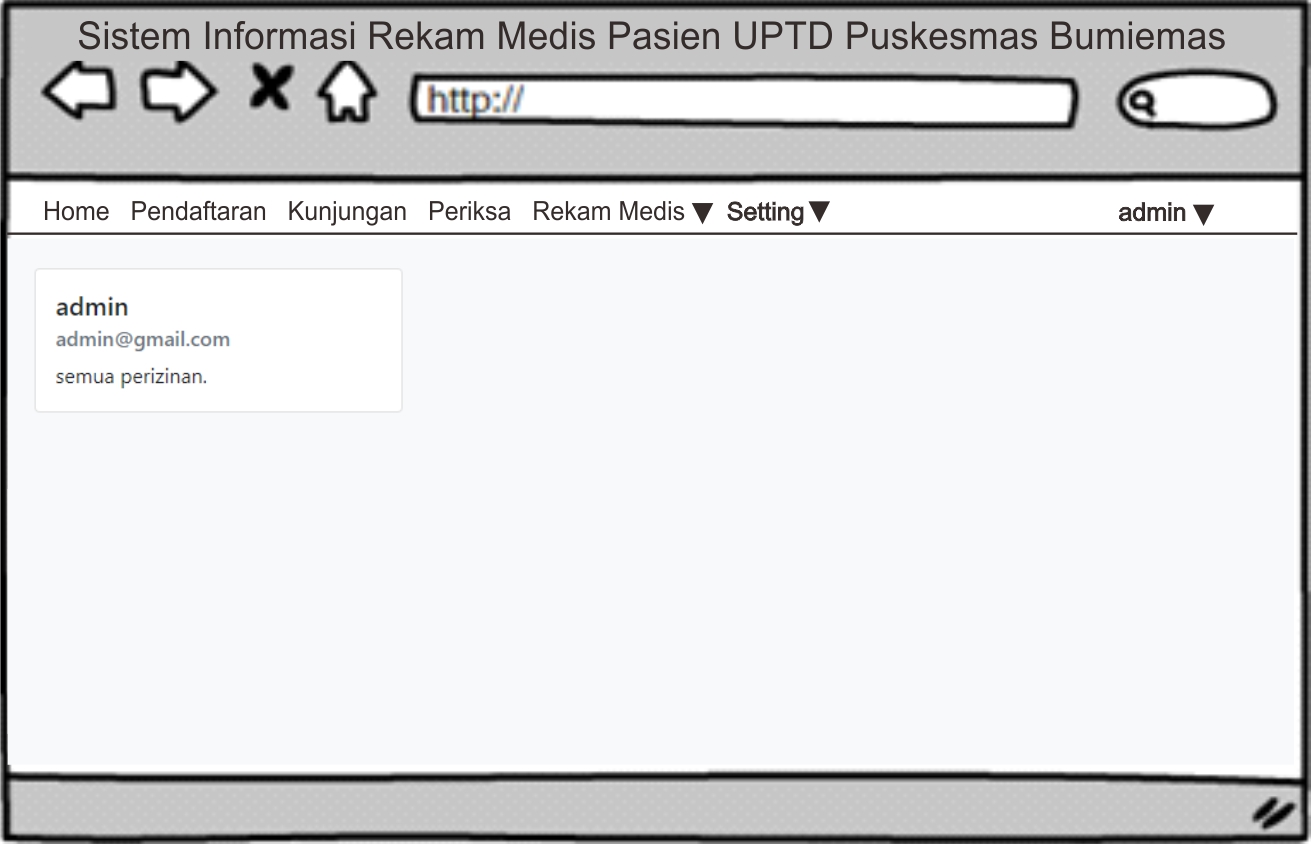 Sistem Informasi Rekam Medis Pasien UPTD Puskesmas Bumiemas
http://
Home Pendaftaran Kunjungan Periksa Rekam Medis ▼ Setting ▼ admin ▼
admin
admin@gmail.com
semua perizinan.